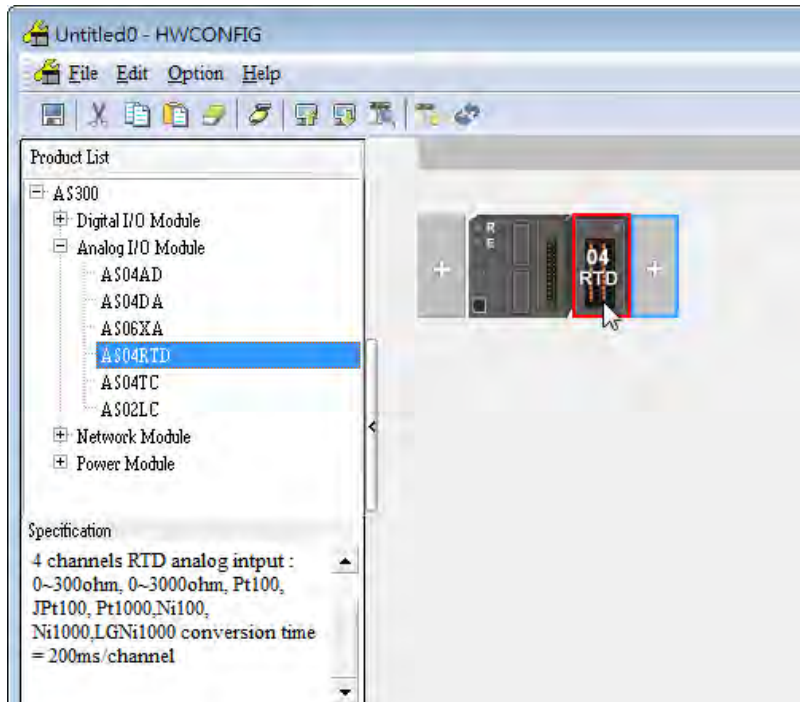 Untitled0 - HWCONFIG
File Edit Option Help
Product List
AS300
Digital I/O Module
Analog I/O Module
AS04AD
AS04DA
AS06XA
AS04RTD
AS04TC
AS02LC
Network Module
Power Module
R
E
04
RTD
Specification
4 channels RTD analog intput :
0~300ohm, 0~3000ohm, Pt100,
JPt100, Pt1000,Ni100,
Ni1000,LGNi1000 conversion time
= 200ms/channel